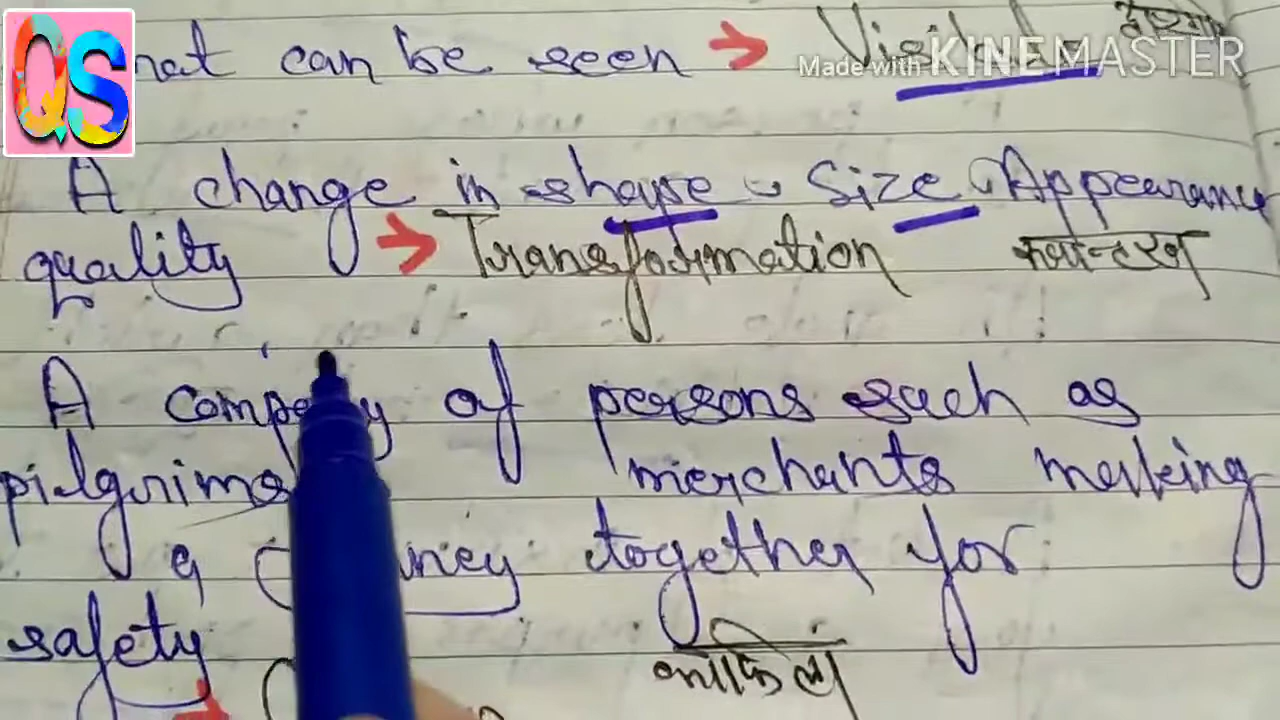 QS
can be seen → Visible
Made with KINEMASTER
A change in shape, Size, Appearance
quality → Transformation रूपान्तरण
A company of persons such as
pilgrims merchants making
a journey together for
safety काफिला